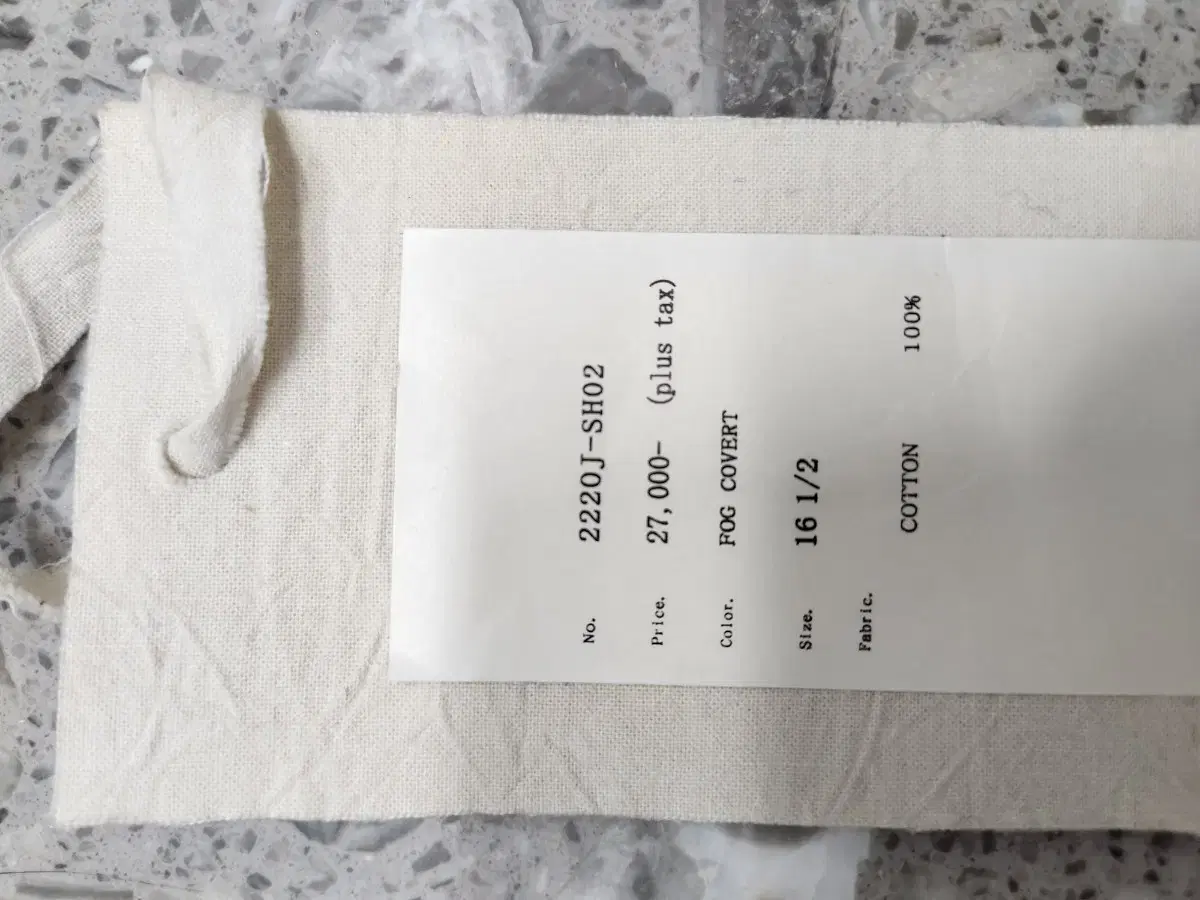 No. 2220J-SH02
Price. 27,000- (plus tax)
Color. FOG COVERT
Size. 16 1/2
Fabric.
COTTON 100%